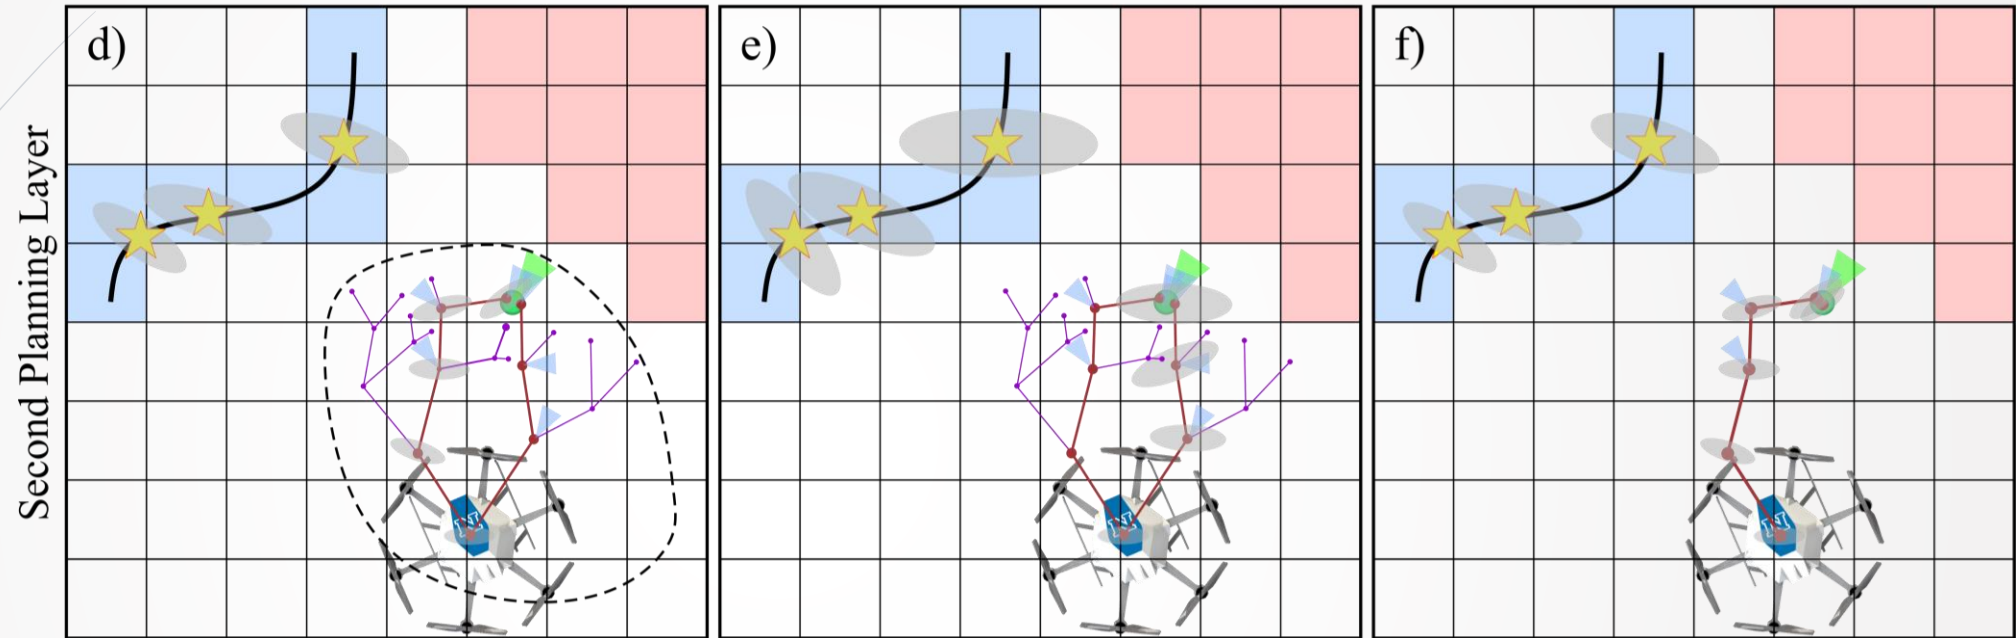 Second Planning Layer
d)
e)
f)
N
N
N